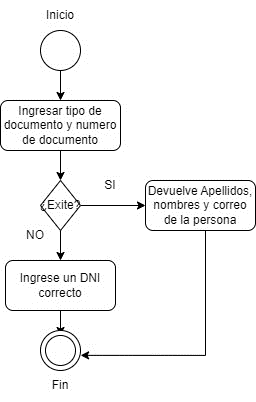 Inicio
Ingresar tipo de
documento y numero
de documento
¿Exite?
SI
Devuelve Apellidos,
nombres y correo
de la persona
NO
Ingrese un DNI
correcto
Fin